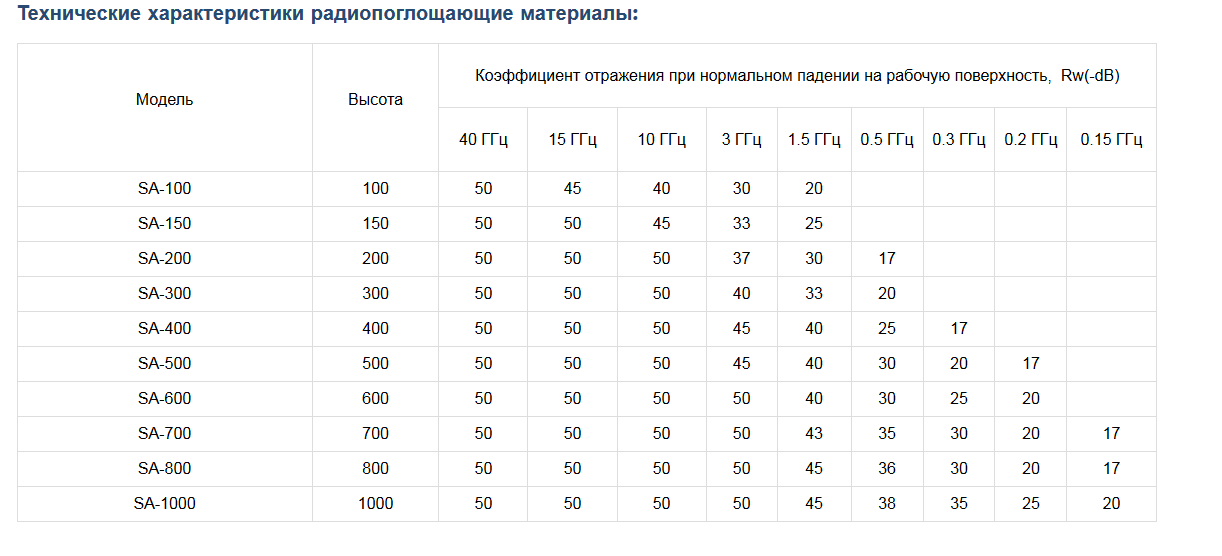 Технические характеристики радиопоглощающие материалы:
Модель Высота Коэффициент отражения при нормальном падении на рабочую поверхность, Rw(-dB)
40 ГГц 15 ГГц 10 ГГц 3 ГГц 1.5 ГГц 0.5 ГГц 0.3 ГГц 0.2 ГГц 0.15 ГГц
SA-100 100 50 45 40 30 20
SA-150 150 50 50 45 33 25
SA-200 200 50 50 50 37 30 17
SA-300 300 50 50 50 40 33 20
SA-400 400 50 50 50 45 40 25 17
SA-500 500 50 50 50 45 40 30 20 17
SA-600 600 50 50 50 50 40 30 25 20
SA-700 700 50 50 50 50 43 35 30 20 17
SA-800 800 50 50 50 50 45 36 30 20 17
SA-1000 1000 50 50 50 50 45 38 35 25 20